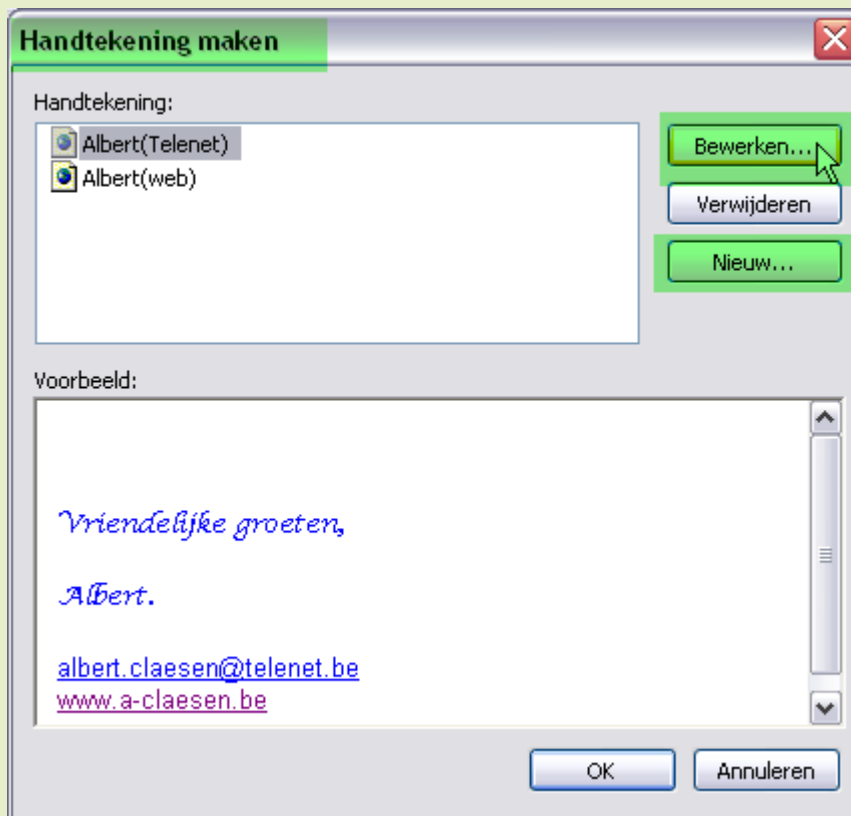 Handtekening maken
Handtekening:
Albert(Telenet)
Albert(web)
Bewerken...
Verwijderen
Nieuw...
Voorbeeld:
Vriendelijke groeten,
Albert.
albert.claesen@telenet.be
www.a-claesen.be
OK
Annuleren